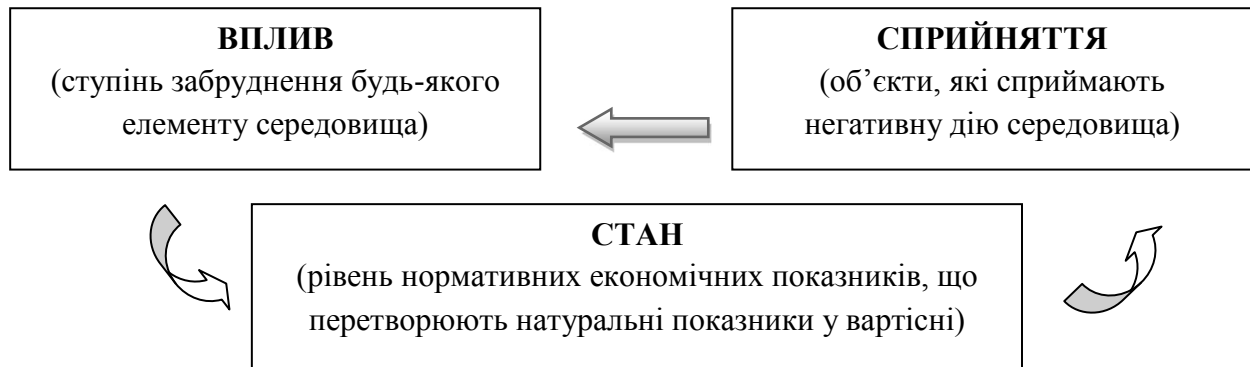 ВПЛИВ
(ступінь забруднення будь-якого
елементу середовища)
СПРИЙНЯТТЯ
(об’єкти, які сприймають
негативну дію середовища)
СТАН
(рівень нормативних економічних показників, що
перетворюють натуральні показники у вартісні)